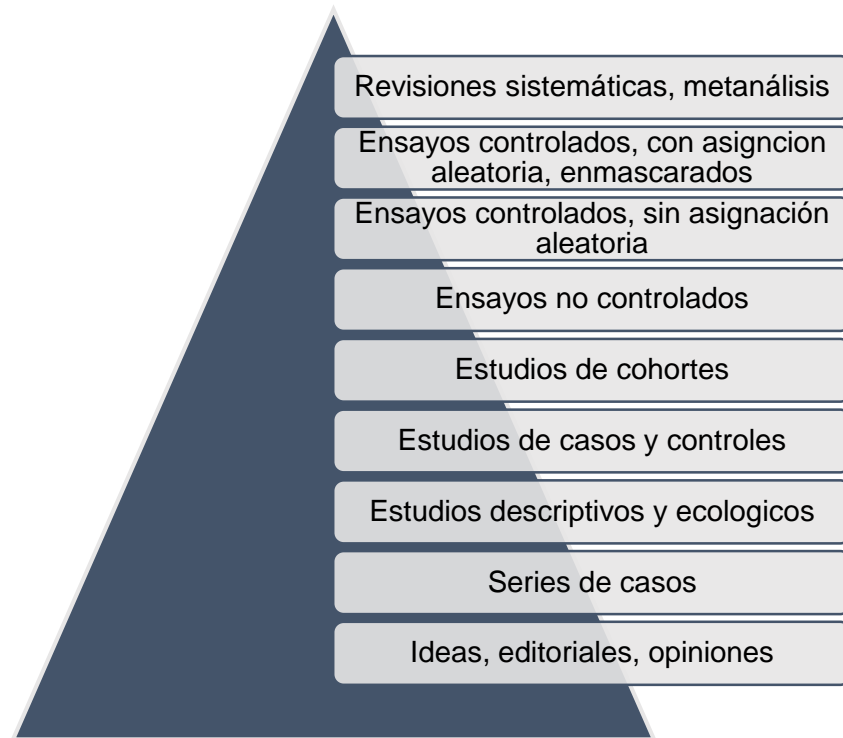 Revisiones sistemáticas, metanálisis
Ensayos controlados, con asigncion
aleatoria, enmascarados
Ensayos controlados, sin asignación
aleatoria
Ensayos no controlados
Estudios de cohortes
Estudios de casos y controles
Estudios descriptivos y ecologicos
Series de casos
Ideas, editoriales, opiniones